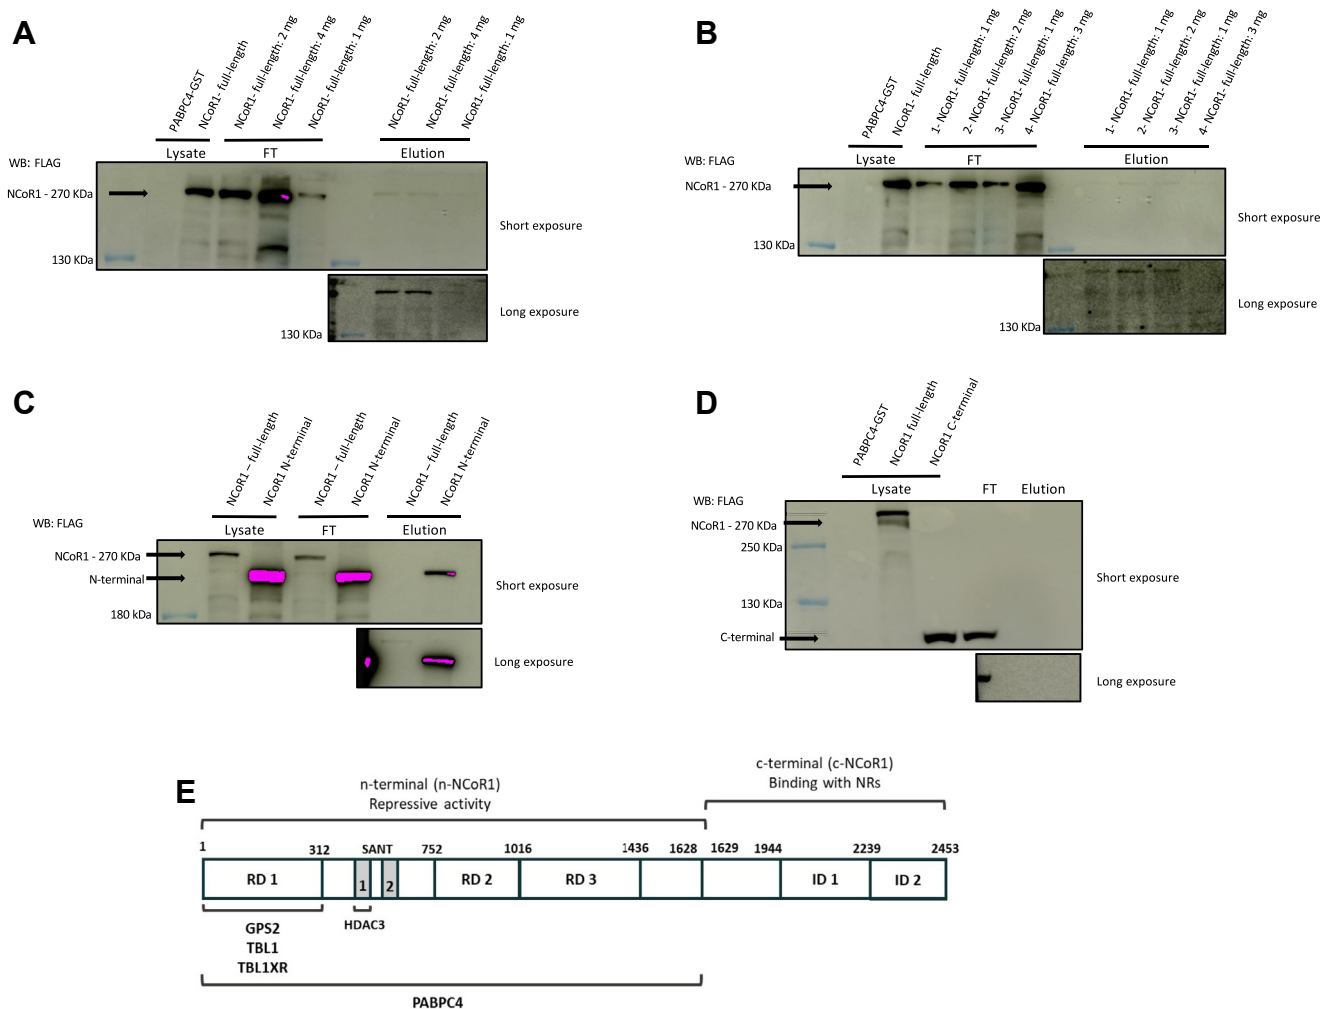 A
PABPC4-GST
NCoR1- full-length
NCoR1- full-length: 2 mg
NCoR1- full-length: 4 mg
NCoR1- full-length: 1 mg
NCoR1- full-length: 2 mg
NCoR1- full-length: 4 mg
NCoR1- full-length: 1 mg
Lysate
FT
Elution
WB: FLAG
NCoR1 - 270 KDa
130 KDa
Short exposure
Long exposure
130 KDa
B
PABPC4-GST
NCoR1- full-length
1- NCoR1- full-length: 1 mg
2- NCoR1- full-length: 2 mg
3- NCoR1- full-length: 1 mg
4- NCoR1- full-length: 3 mg
1- NCoR1- full-length: 1 mg
2- NCoR1- full-length: 2 mg
3- NCoR1- full-length: 1 mg
4- NCoR1- full-length: 3 mg
Lysate
FT
Elution
WB: FLAG
NCoR1 - 270 KDa
130 KDa
Short exposure
Long exposure
130 KDa
C
NCoR1 – full-length
NCoR1 N-terminal
NCoR1 – full-length
NCoR1 N-terminal
NCoR1 – full-length
NCoR1 N-terminal
WB: FLAG
Lysate
FT
Elution
NCoR1 - 270 KDa
N-terminal
180 kDa
Short exposure
Long exposure
D
PABPC4-GST
NCoR1 full-length
NCoR1 C-terminal
Lysate
FT
Elution
WB: FLAG
NCoR1 - 270 KDa
250 KDa
130 KDa
C-terminal
Short exposure
Long exposure
E
n-terminal (n-NCoR1)
Repressive activity
c-terminal (c-NCoR1)
Binding with NRs
1 312 SANT 752 1016 1436 1628 1629 1944 2239 2453
RD 1 1 2 RD 2 RD 3 ID 1 ID 2
HDAC3
GPS2
TBL1
TBL1XR
PABPC4